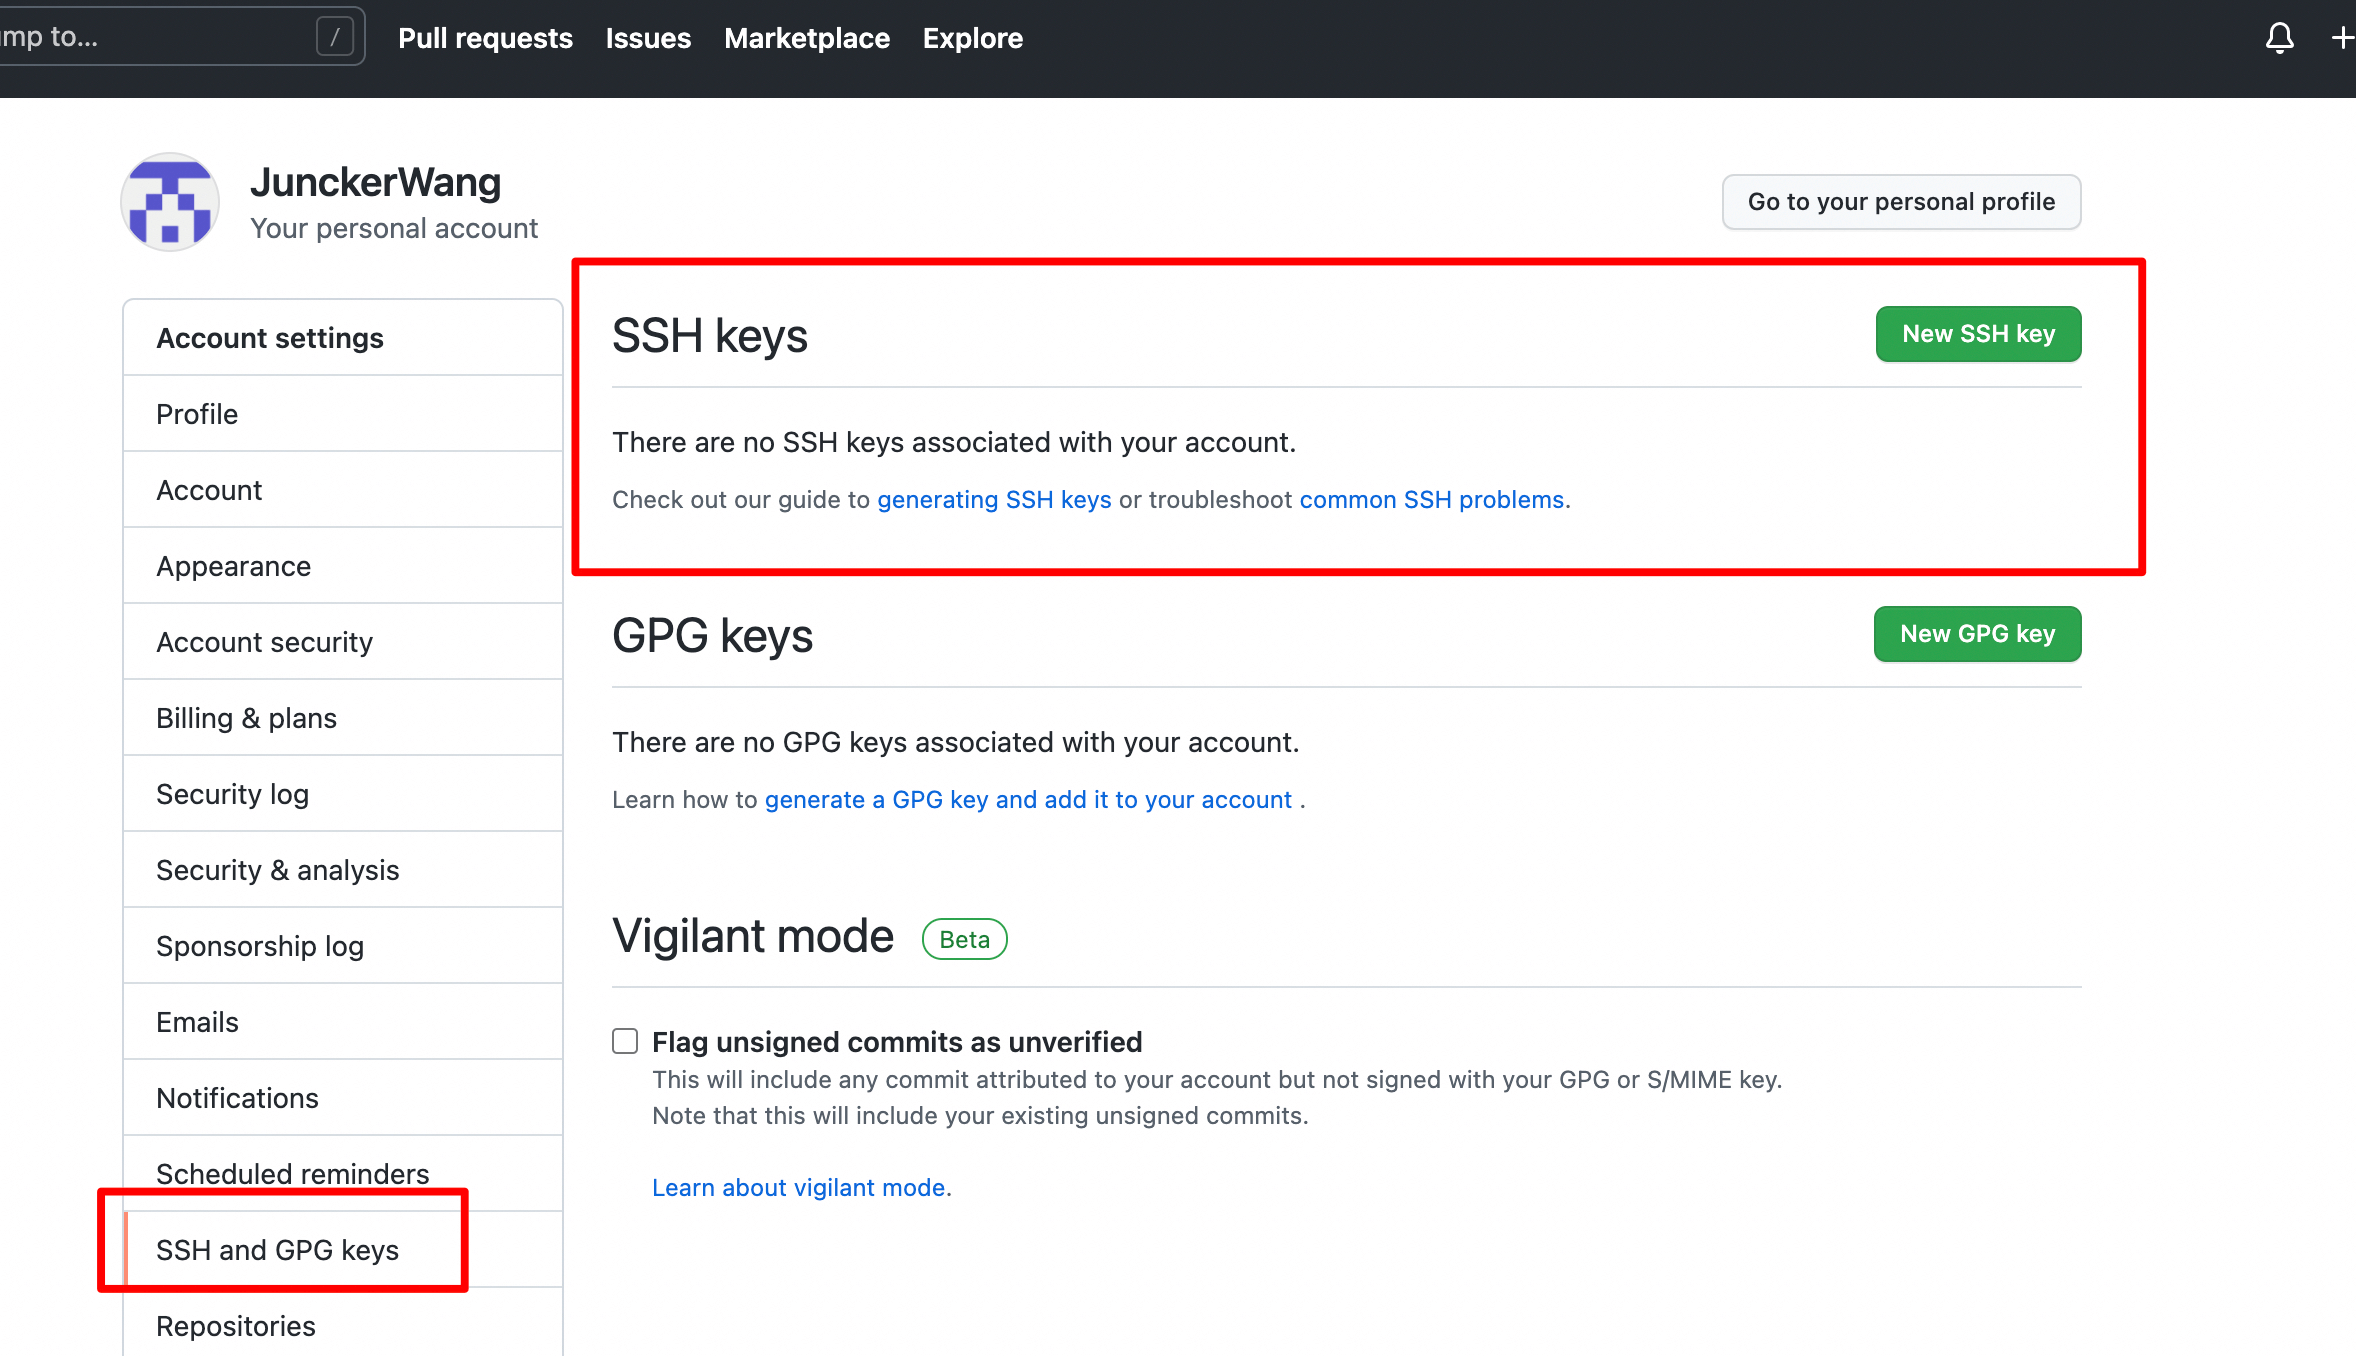 mp to...
/
Pull requests
Issues
Marketplace
Explore
JunckerWang
Your personal account
Go to your personal profile
Account settings
Profile
Account
Appearance
Account security
Billing & plans
Security log
Security & analysis
Sponsorship log
Emails
Notifications
Scheduled reminders
SSH and GPG keys
Repositories
SSH keys
New SSH key
There are no SSH keys associated with your account.
Check out our guide to generating SSH keys or troubleshoot common SSH problems.
GPG keys
New GPG key
There are no GPG keys associated with your account.
Learn how to generate a GPG key and add it to your account .
Vigilant mode
Beta
Flag unsigned commits as unverified
This will include any commit attributed to your account but not signed with your GPG or S/MIME key.
Note that this will include your existing unsigned commits.
Learn about vigilant mode.